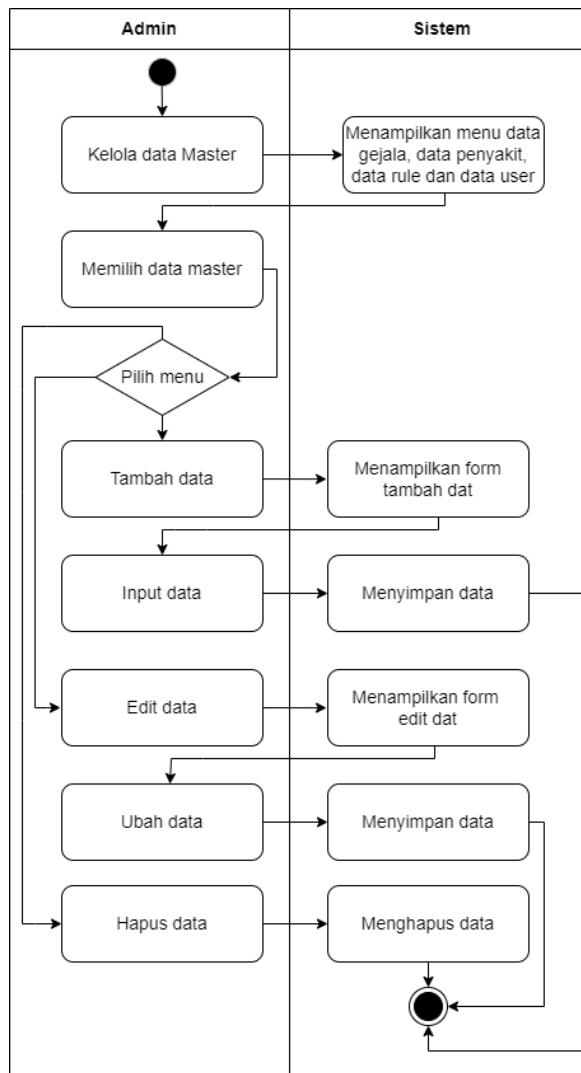 Admin
Sistem
Kelola data Master
Menampilkan menu data
gejala, data penyakit,
data rule dan data user
Memilih data master
Pilih menu
Tambah data
Menampilkan form
tambah dat
Input data
Menyimpan data
Edit data
Menampilkan form
edit dat
Ubah data
Menyimpan data
Hapus data
Menghapus data